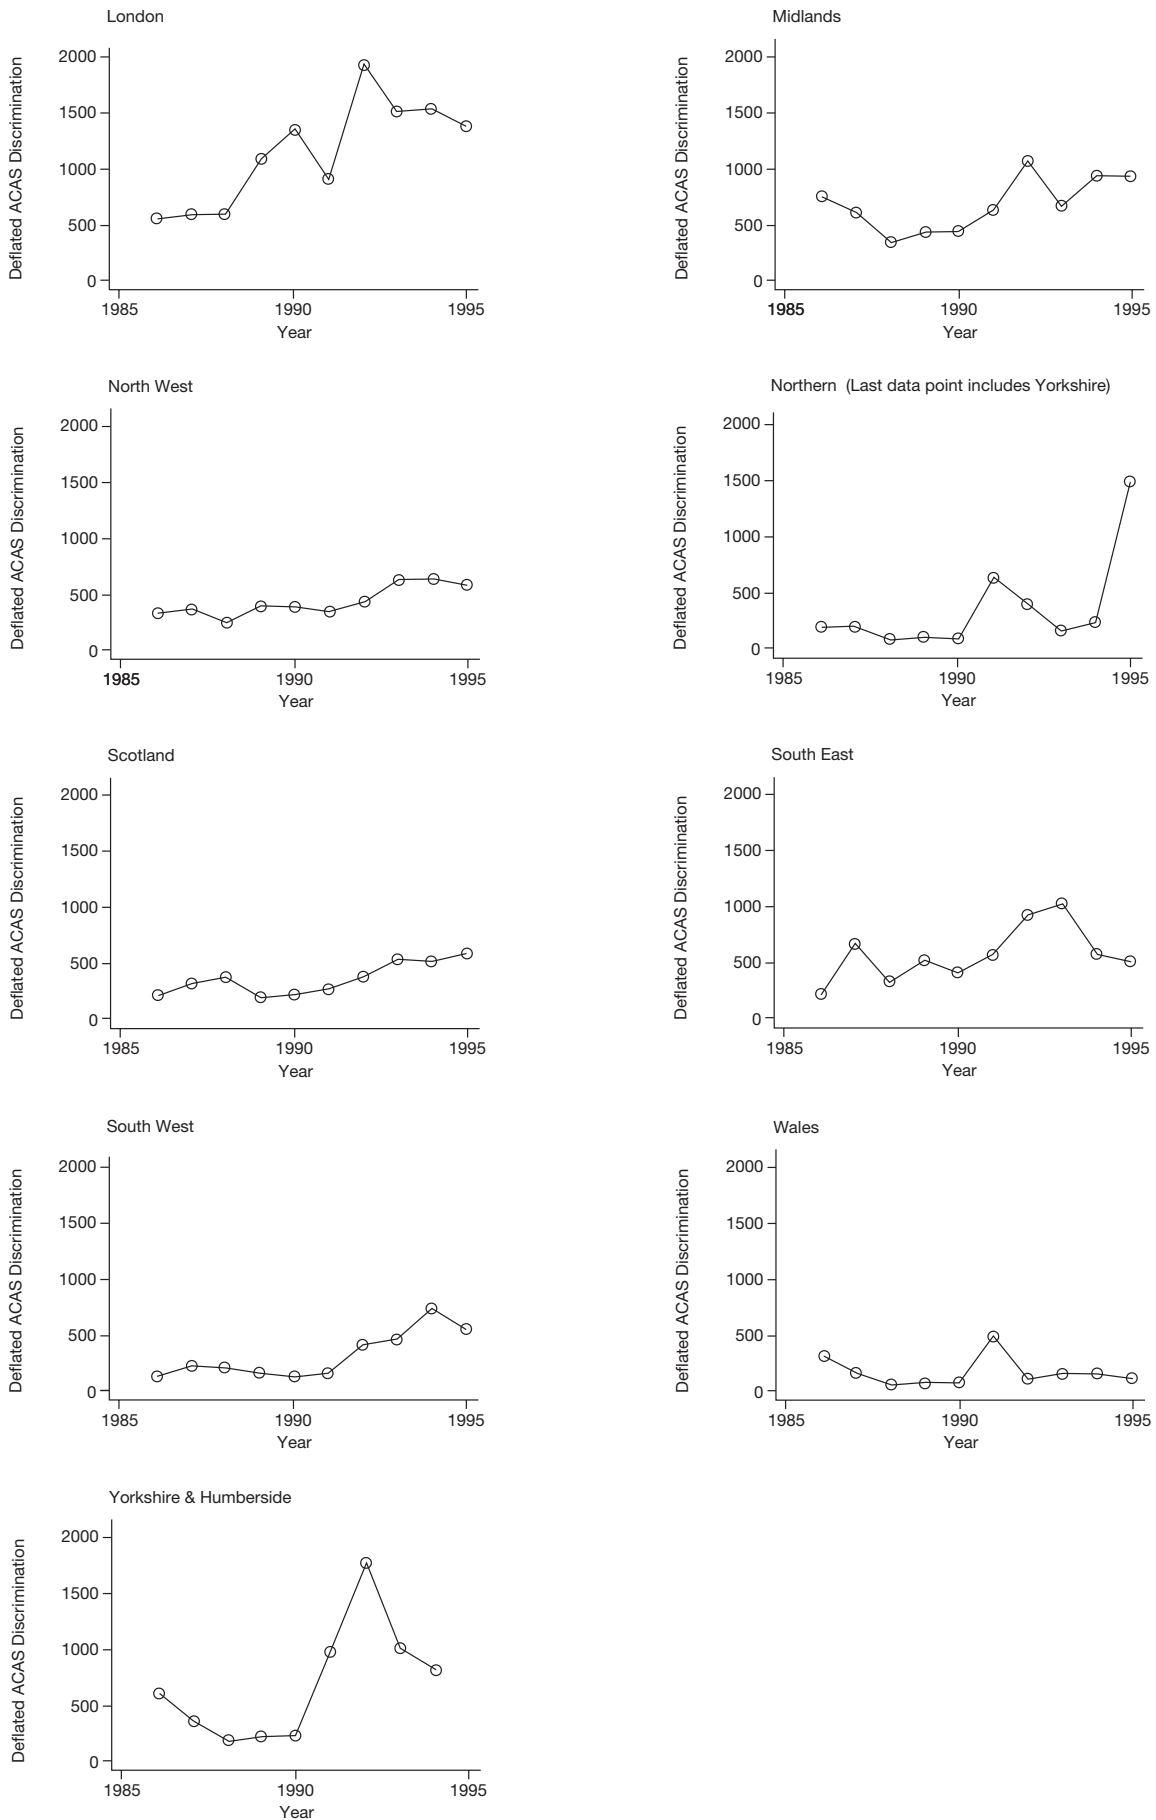 London
Deflated ACAS Discrimination
2000
1500
1000
500
0
1985 1990 1995
Year
Midlands
Deflated ACAS Discrimination
2000
1500
1000
500
0
1985 1990 1995
Year
North West
Deflated ACAS Discrimination
2000
1500
1000
500
0
1985 1990 1995
Year
Northern (Last data point includes Yorkshire)
Deflated ACAS Discrimination
2000
1500
1000
500
0
1985 1990 1995
Year
Scotland
Deflated ACAS Discrimination
2000
1500
1000
500
0
1985 1990 1995
Year
South East
Deflated ACAS Discrimination
2000
1500
1000
500
0
1985 1990 1995
Year
South West
Deflated ACAS Discrimination
2000
1500
1000
500
0
1985 1990 1995
Year
Wales
Deflated ACAS Discrimination
2000
1500
1000
500
0
1985 1990 1995
Year
Yorkshire & Humberside
Deflated ACAS Discrimination
2000
1500
1000
500
0
1985 1990 1995
Year